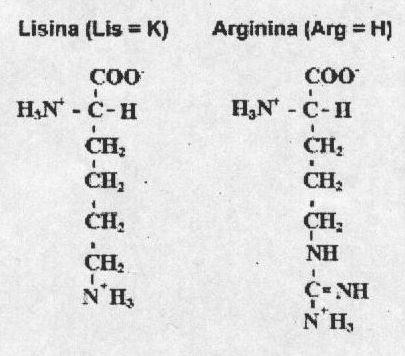 Lisina (Lis = K)
COO⁻
H₃N⁺ - C - H
CH₂
CH₂
CH₂
CH₂
N⁺H₃
Arginina (Arg = H)
COO⁻
H₃N⁺ - C - H
CH₂
CH₂
CH₂
NH
C = NH
N⁺H₃